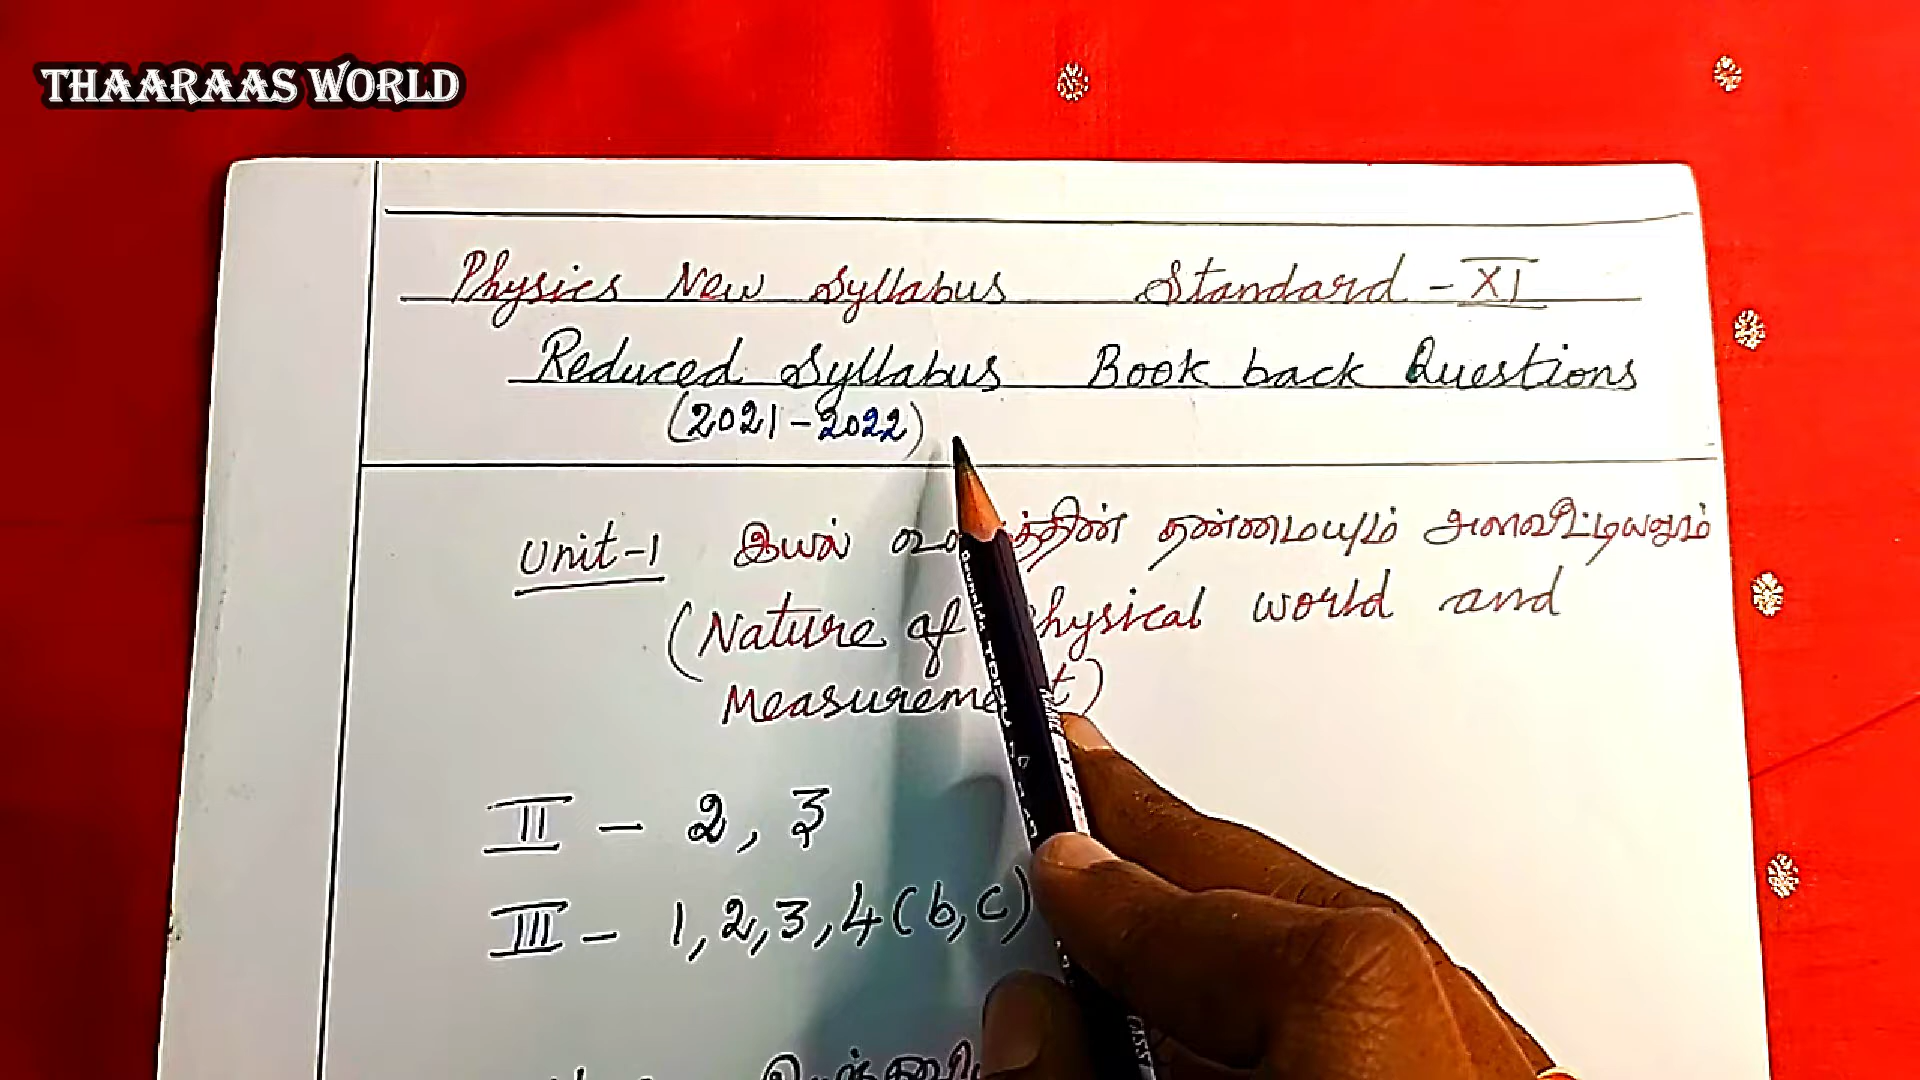 THAARAAS WORLD
Physics New Syllabus Standard - XI
Reduced Syllabus Book back Questions
(2021-2022)
Unit-1 இயல் தன்மையும் அளவீட்டியலும்
(Nature of Physical world and
Measurement)
II - 2, 3
III - 1, 2, 3, 4 (b, c)